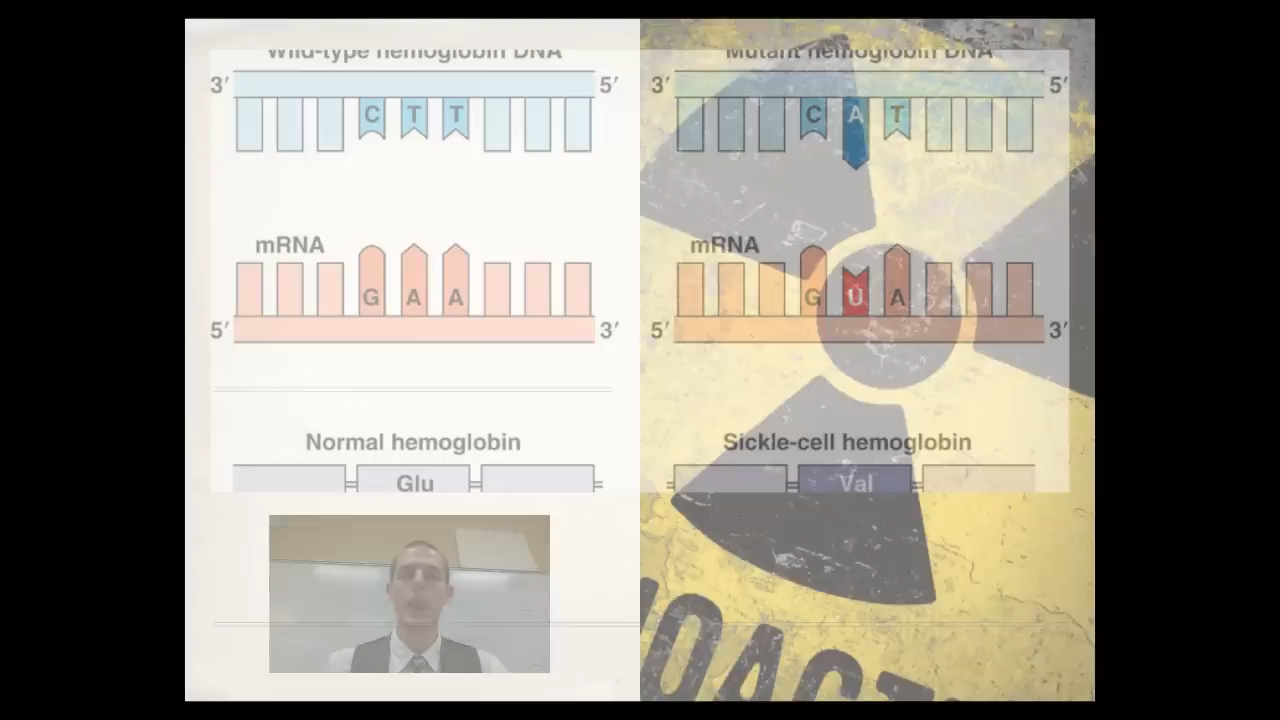 Wild-type hemoglobin DNA
Mutant hemoglobin DNA
3′ 5′
3′ 5′
C T T
C A T
mRNA
mRNA
G A A
G U A
5′ 3′
5′ 3′
Normal hemoglobin
Sickle-cell hemoglobin
Glu
Val